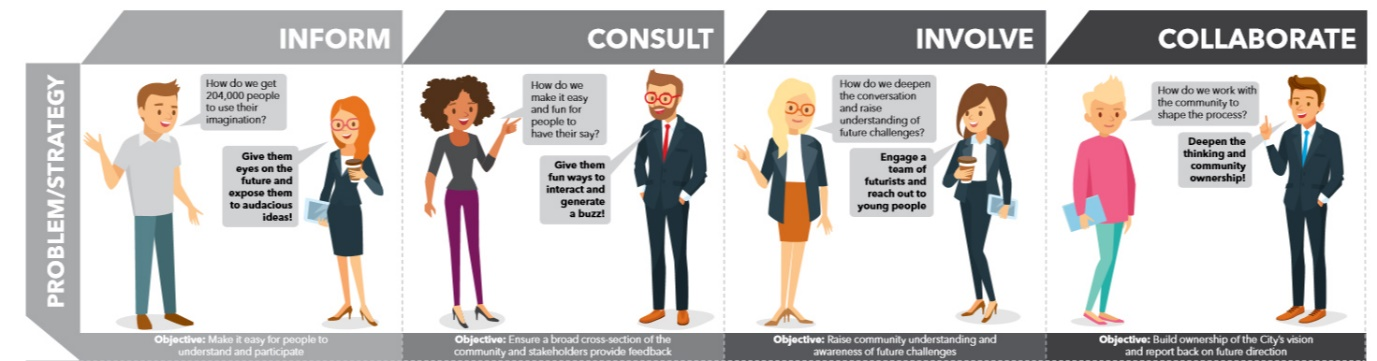 INFORM
CONSULT
INVOLVE
COLLABORATE
PROBLEM/STRATEGY
How do we get
204,000 people
to use their
imagination?
Give them
eyes on the
future and
expose them
to audacious
ideas!
Objective: Make it easy for people to
understand and participate
How do we
make it easy
and fun for
people to
have their say?
Give them
fun ways to
interact and
generate
a buzz!
Objective: Ensure a broad cross-section of the
community and stakeholders provide feedback
How do we deepen
the conversation
and raise
understanding of
future challenges?
Engage a
team of
futurists and
reach out to
young people
Objective: Raise community understanding and
awareness of future challenges
How do we work with
the community to
shape the process?
Deepen the
thinking and
community
ownership!
Objective: Build ownership of the City's vision
and report back on future direction